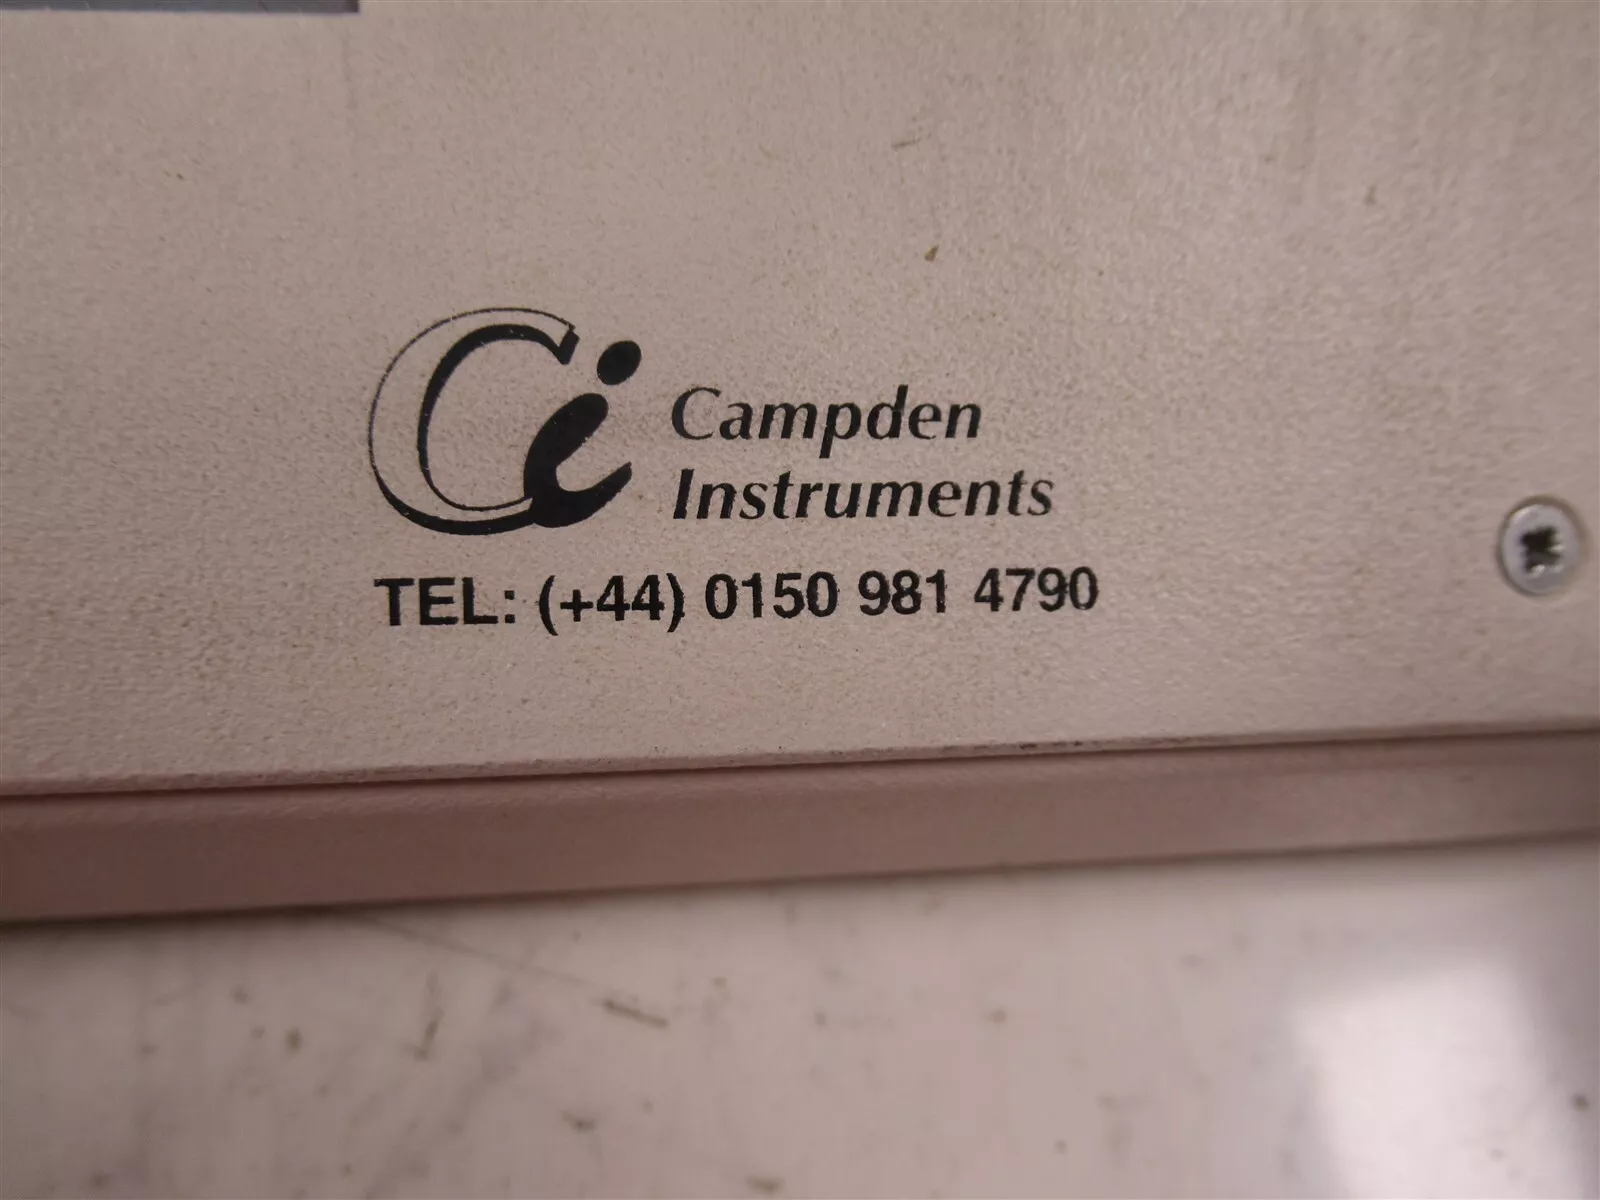 Ci
Campden
Instruments
TEL: (+44) 0150 981 4790